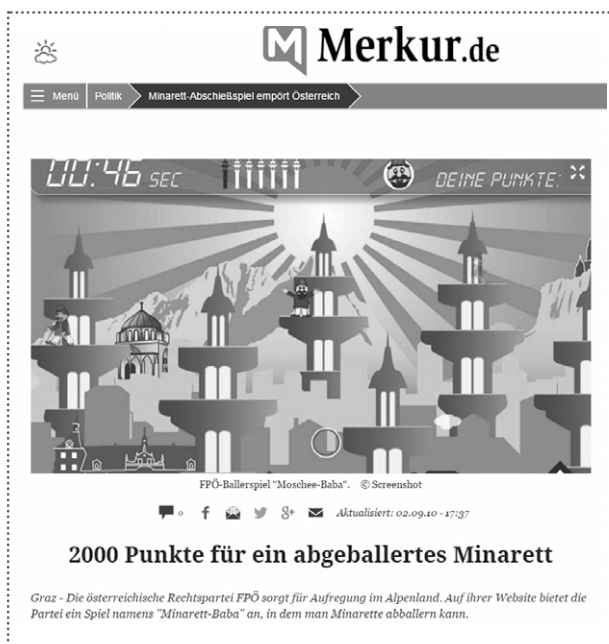 M Merkur.de
Menü Politik Minarett-Abschießspiel empört Österreich
00:46 SEC DEINE PUNKTE:
FPÖ-Ballerspiel "Moschee-Baba". © Screenshot
0 f g+ Aktualisiert: 02.09.10 - 17:37
2000 Punkte für ein abgeballertes Minarett
Graz - Die österreichische Rechtspartei FPÖ sorgt für Aufregung im Alpenland. Auf ihrer Website bietet die
Partei ein Spiel namens "Minarett-Baba" an, in dem man Minarette abballern kann.